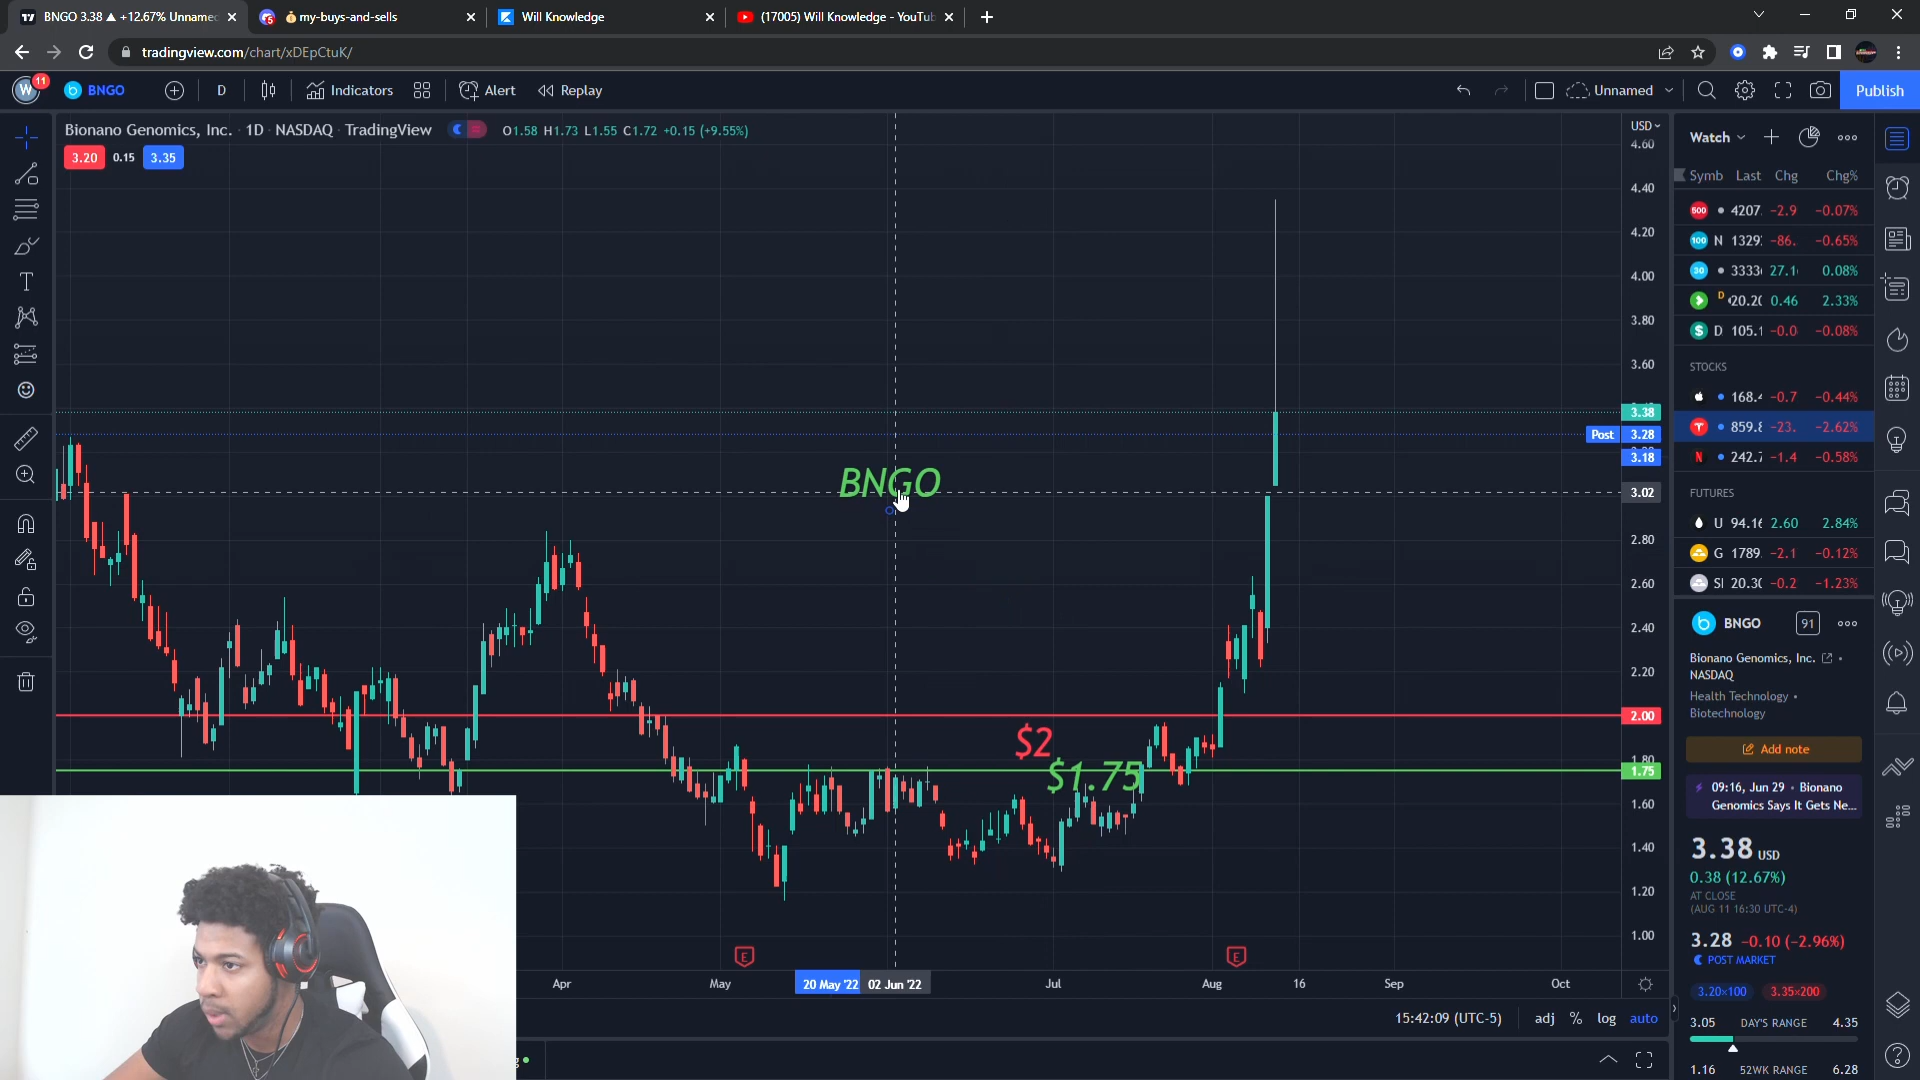 BNGO 3.38 ▲ +12.67% Unname
my-buys-and-sells
Will Knowledge
(17005) Will Knowledge - YouTub
tradingview.com/chart/xDEpCtuK/
W 11
BNGO
D
Indicators
Alert
Replay
Unnamed
Publish
Bionano Genomics, Inc. · 1D · NASDAQ · TradingView
O1.58 H1.73 L1.55 C1.72 +0.15 (+9.55%)
3.20 0.15 3.35
USD
4.60
4.40
4.20
4.00
3.80
3.60
3.38
Post 3.28
3.18
3.02
2.80
2.60
2.40
2.20
2.00
1.80
1.75
1.60
1.40
1.20
1.00
BNGO
$2
$1.75
E
E
Apr
May
20 May '22
02 Jun '22
Jul
Aug
16
Sep
Oct
15:42:09 (UTC-5)
adj % log auto
Watch
Symb Last Chg Chg%
500 4207. -2.9 -0.07%
100 N 1329 -86. -0.65%
30 3333 27.1 0.08%
D 20.2 0.46 2.33%
$ D 105.1 -0.0 -0.08%
STOCKS
168.4 -0.7 -0.44%
859.8 -23. -2.62%
N 242.7 -1.4 -0.58%
FUTURES
U 94.16 2.60 2.84%
G 1789. -2.1 -0.12%
SI 20.30 -0.2 -1.23%
BNGO 91
Bionano Genomics, Inc.
NASDAQ
Health Technology •
Biotechnology
Add note
09:16, Jun 29 • Bionano
Genomics Says It Gets Ne...
3.38 USD
0.38 (12.67%)
AT CLOSE
(AUG 11 16:30 UTC-4)
3.28 -0.10 (-2.96%)
POST MARKET
3.20×100 3.35×200
3.05 DAY'S RANGE 4.35
1.16 52WK RANGE 6.28